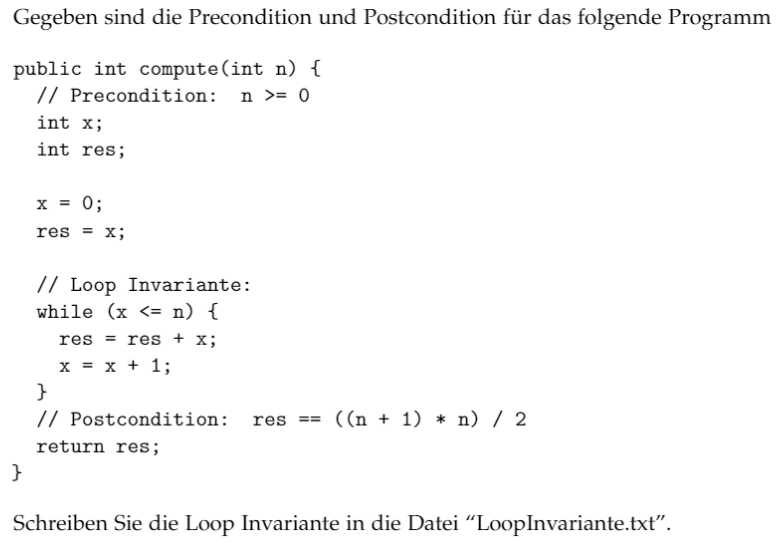 Gegeben sind die Precondition und Postcondition für das folgende Programm
public int compute(int n) {
  // Precondition:  n >= 0
  int x;
  int res;
  x = 0;
  res = x;
  // Loop Invariante:
  while (x <= n) {
    res = res + x;
    x = x + 1;
  }
  // Postcondition:  res == ((n + 1) * n) / 2
  return res;
}
Schreiben Sie die Loop Invariante in die Datei “LoopInvariante.txt”.